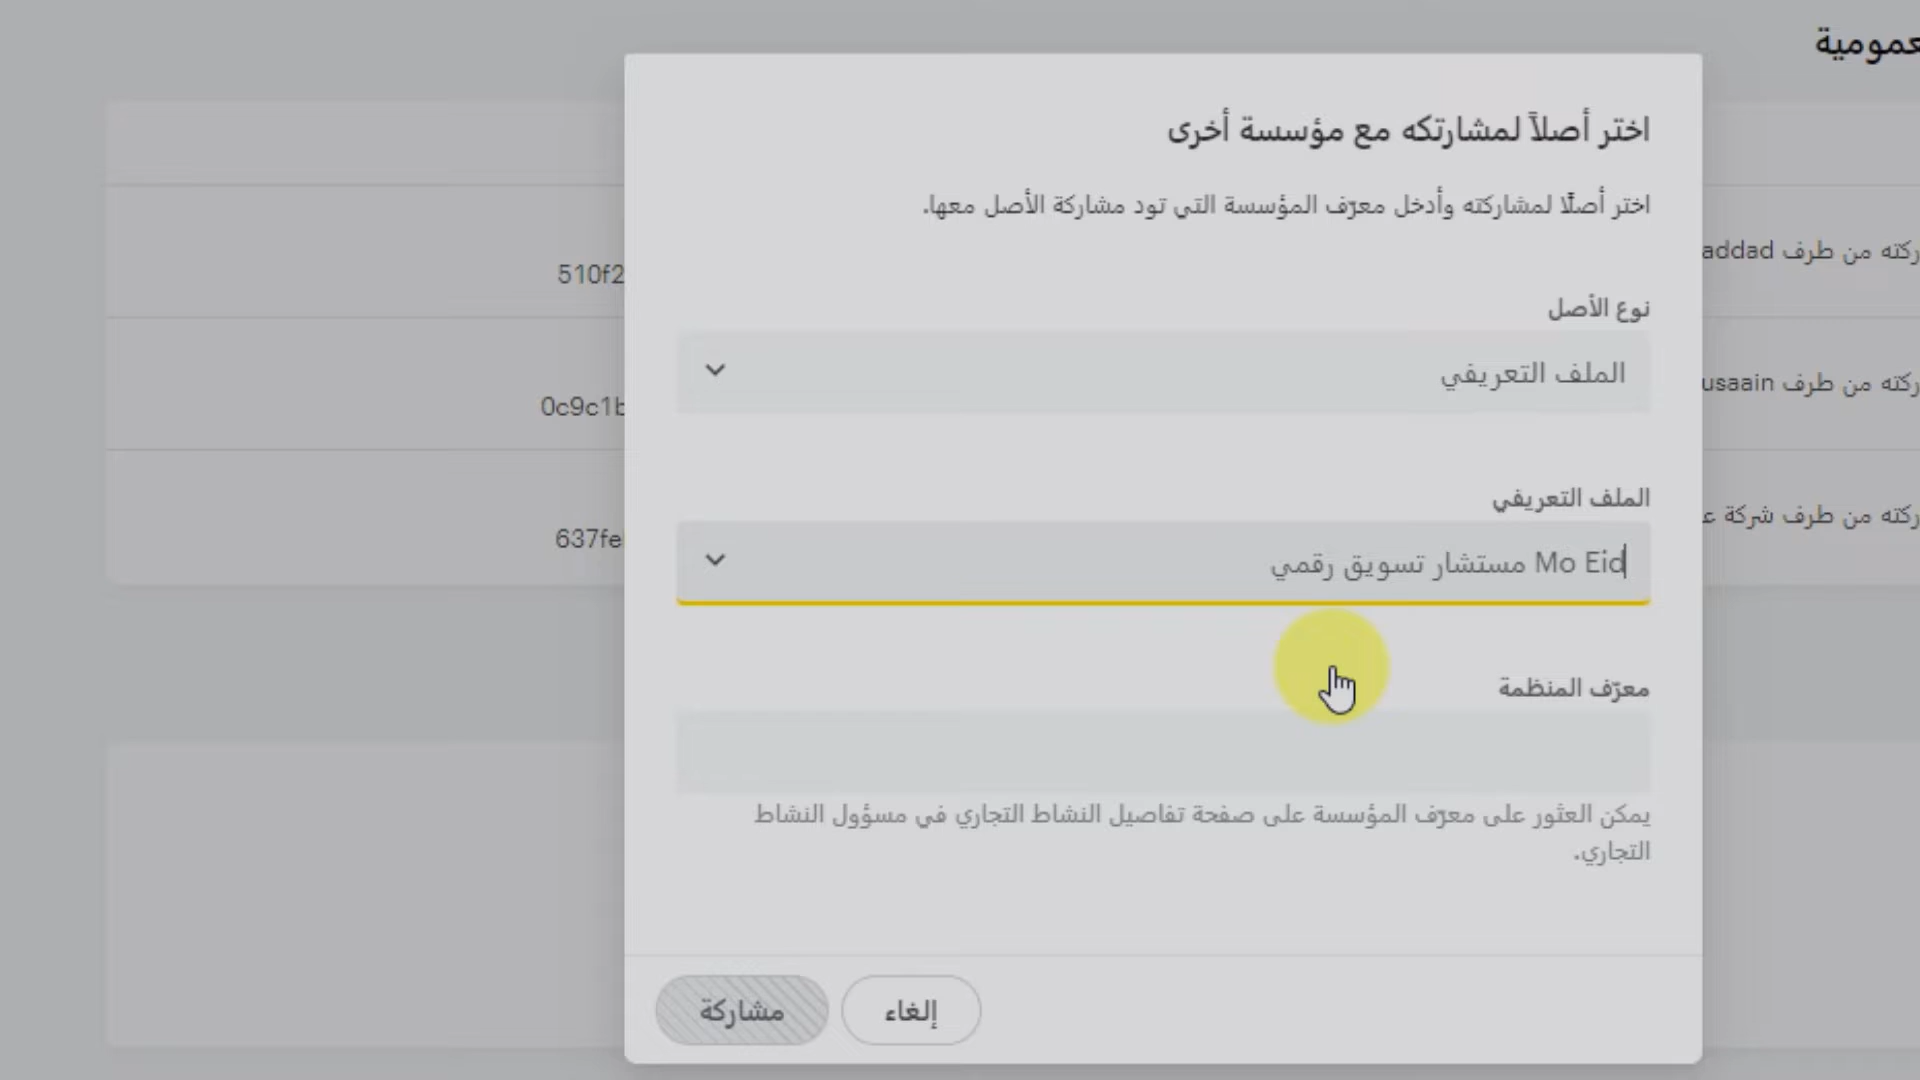 عمومية
اختر أصلاً لمشارتكه مع مؤسسة أخرى
اختر أصلًا لمشاركته وأدخل معرّف المؤسسة التي تود مشاركة الأصل معها.
ركته من طرف addad
510f2
نوع الأصل
الملف التعريفي
ركته من طرف usaain
0c9c1b
الملف التعريفي
Mo Eid مستشار تسويق رقمي
ركته من طرف شركة ع
637fe
معرّف المنظمة
يمكن العثور على معرّف المؤسسة على صفحة تفاصيل النشاط التجاري في مسؤول النشاط
التجاري.
إلغاء
مشاركة